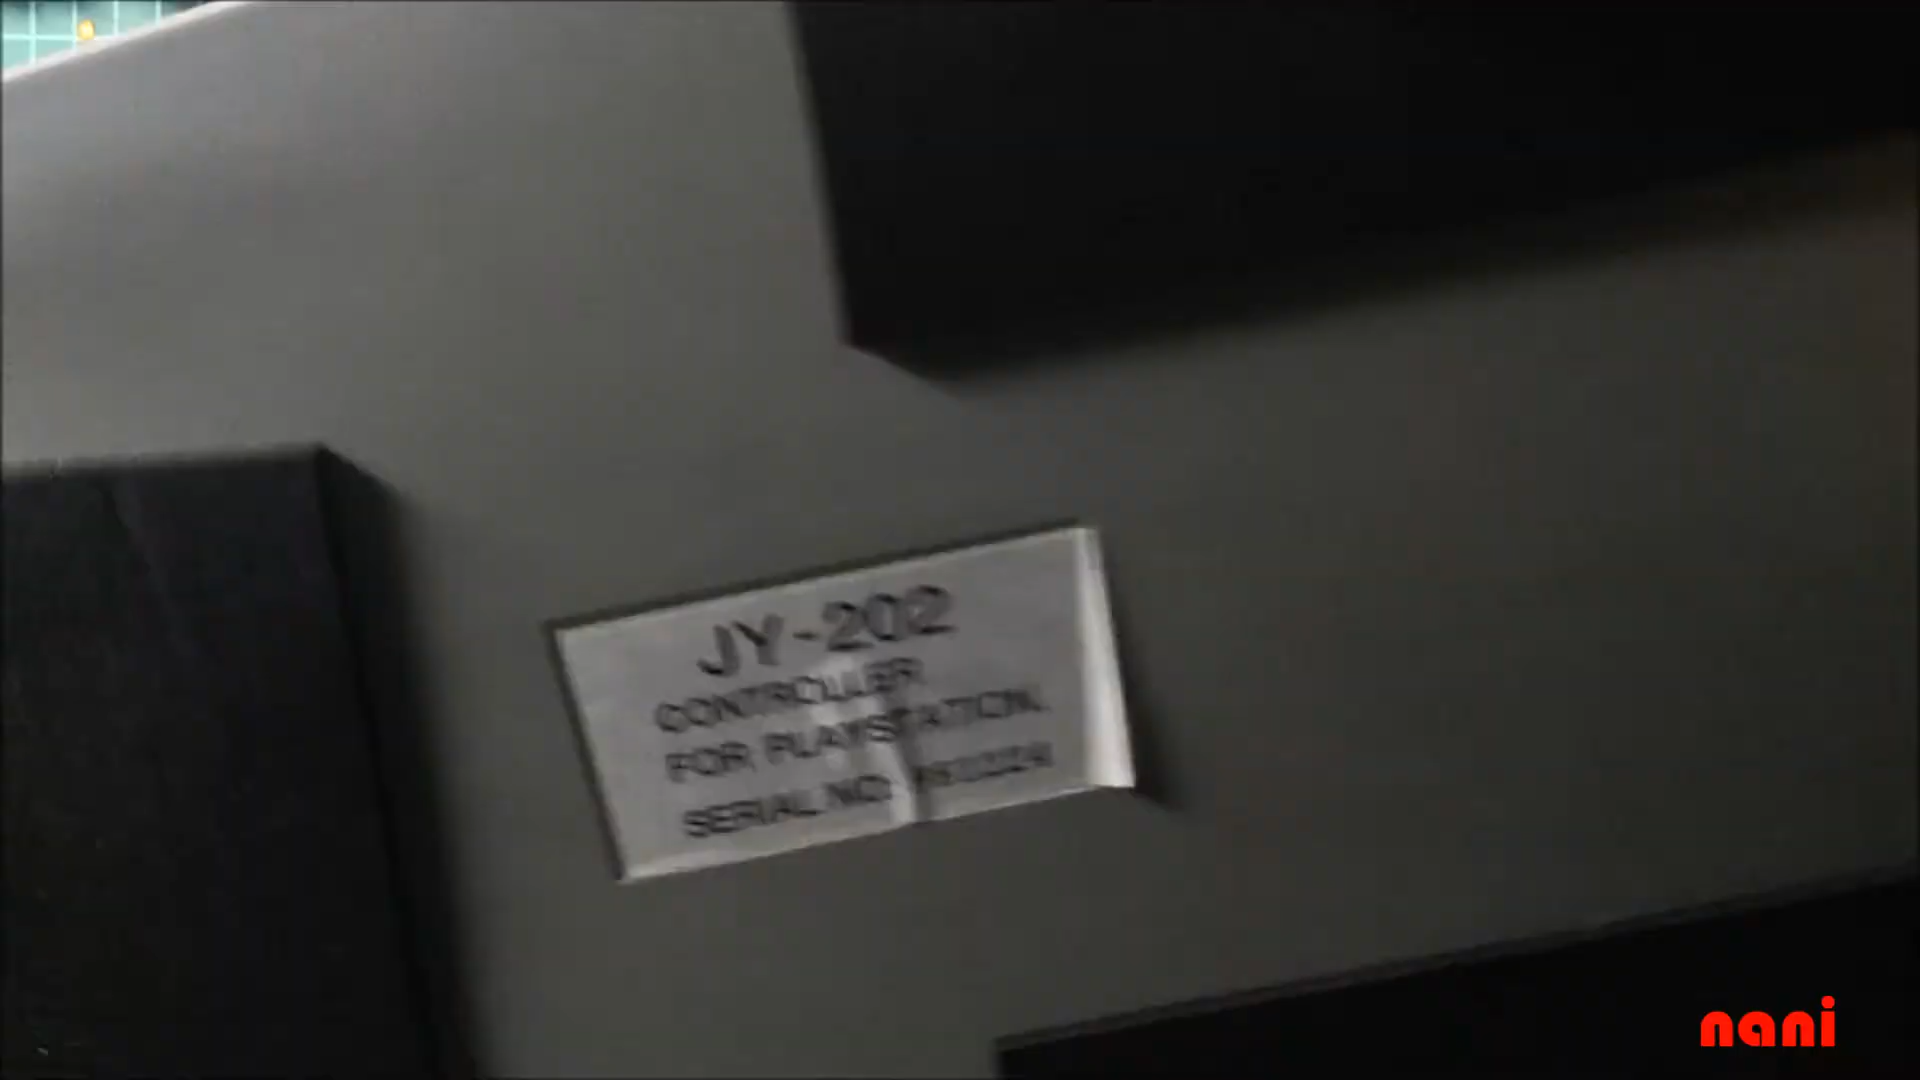 JY-202
CONTROLLER
FOR PLAYSTATION.
SERIAL NO:
nani